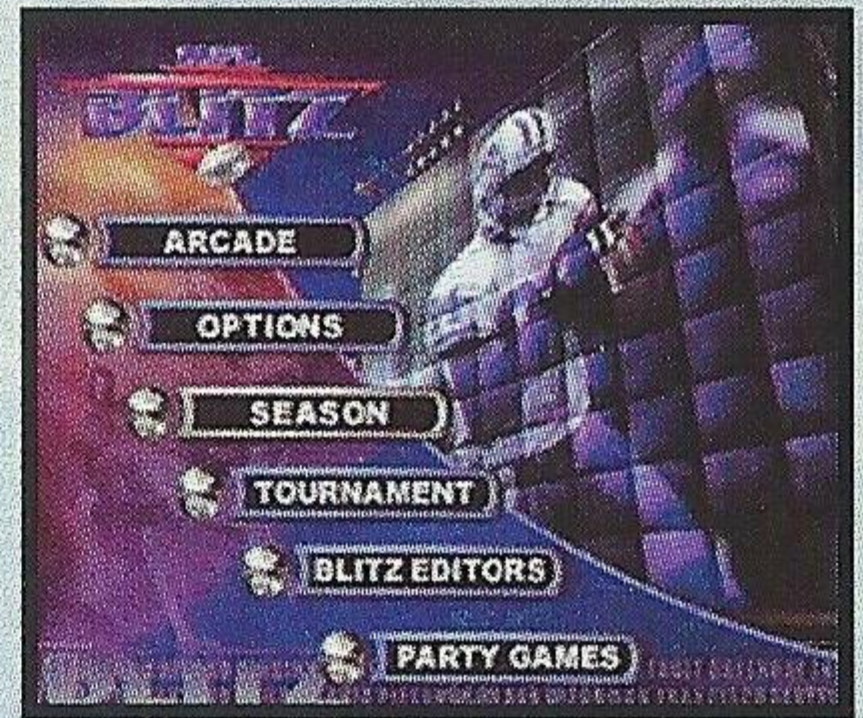 BLITZ
ARCADE
OPTIONS
SEASON
TOURNAMENT
BLITZ EDITORS
PARTY GAMES